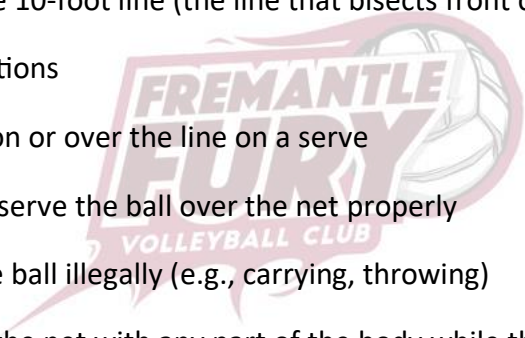 e 10-foot line (the line that bisects front c
tions
on or over the line on a serve
serve the ball over the net properly
e ball illegally (e.g., carrying, throwing)
the net with any part of the body while th
FREMANTLE
FURY
VOLLEYBALL CLUB